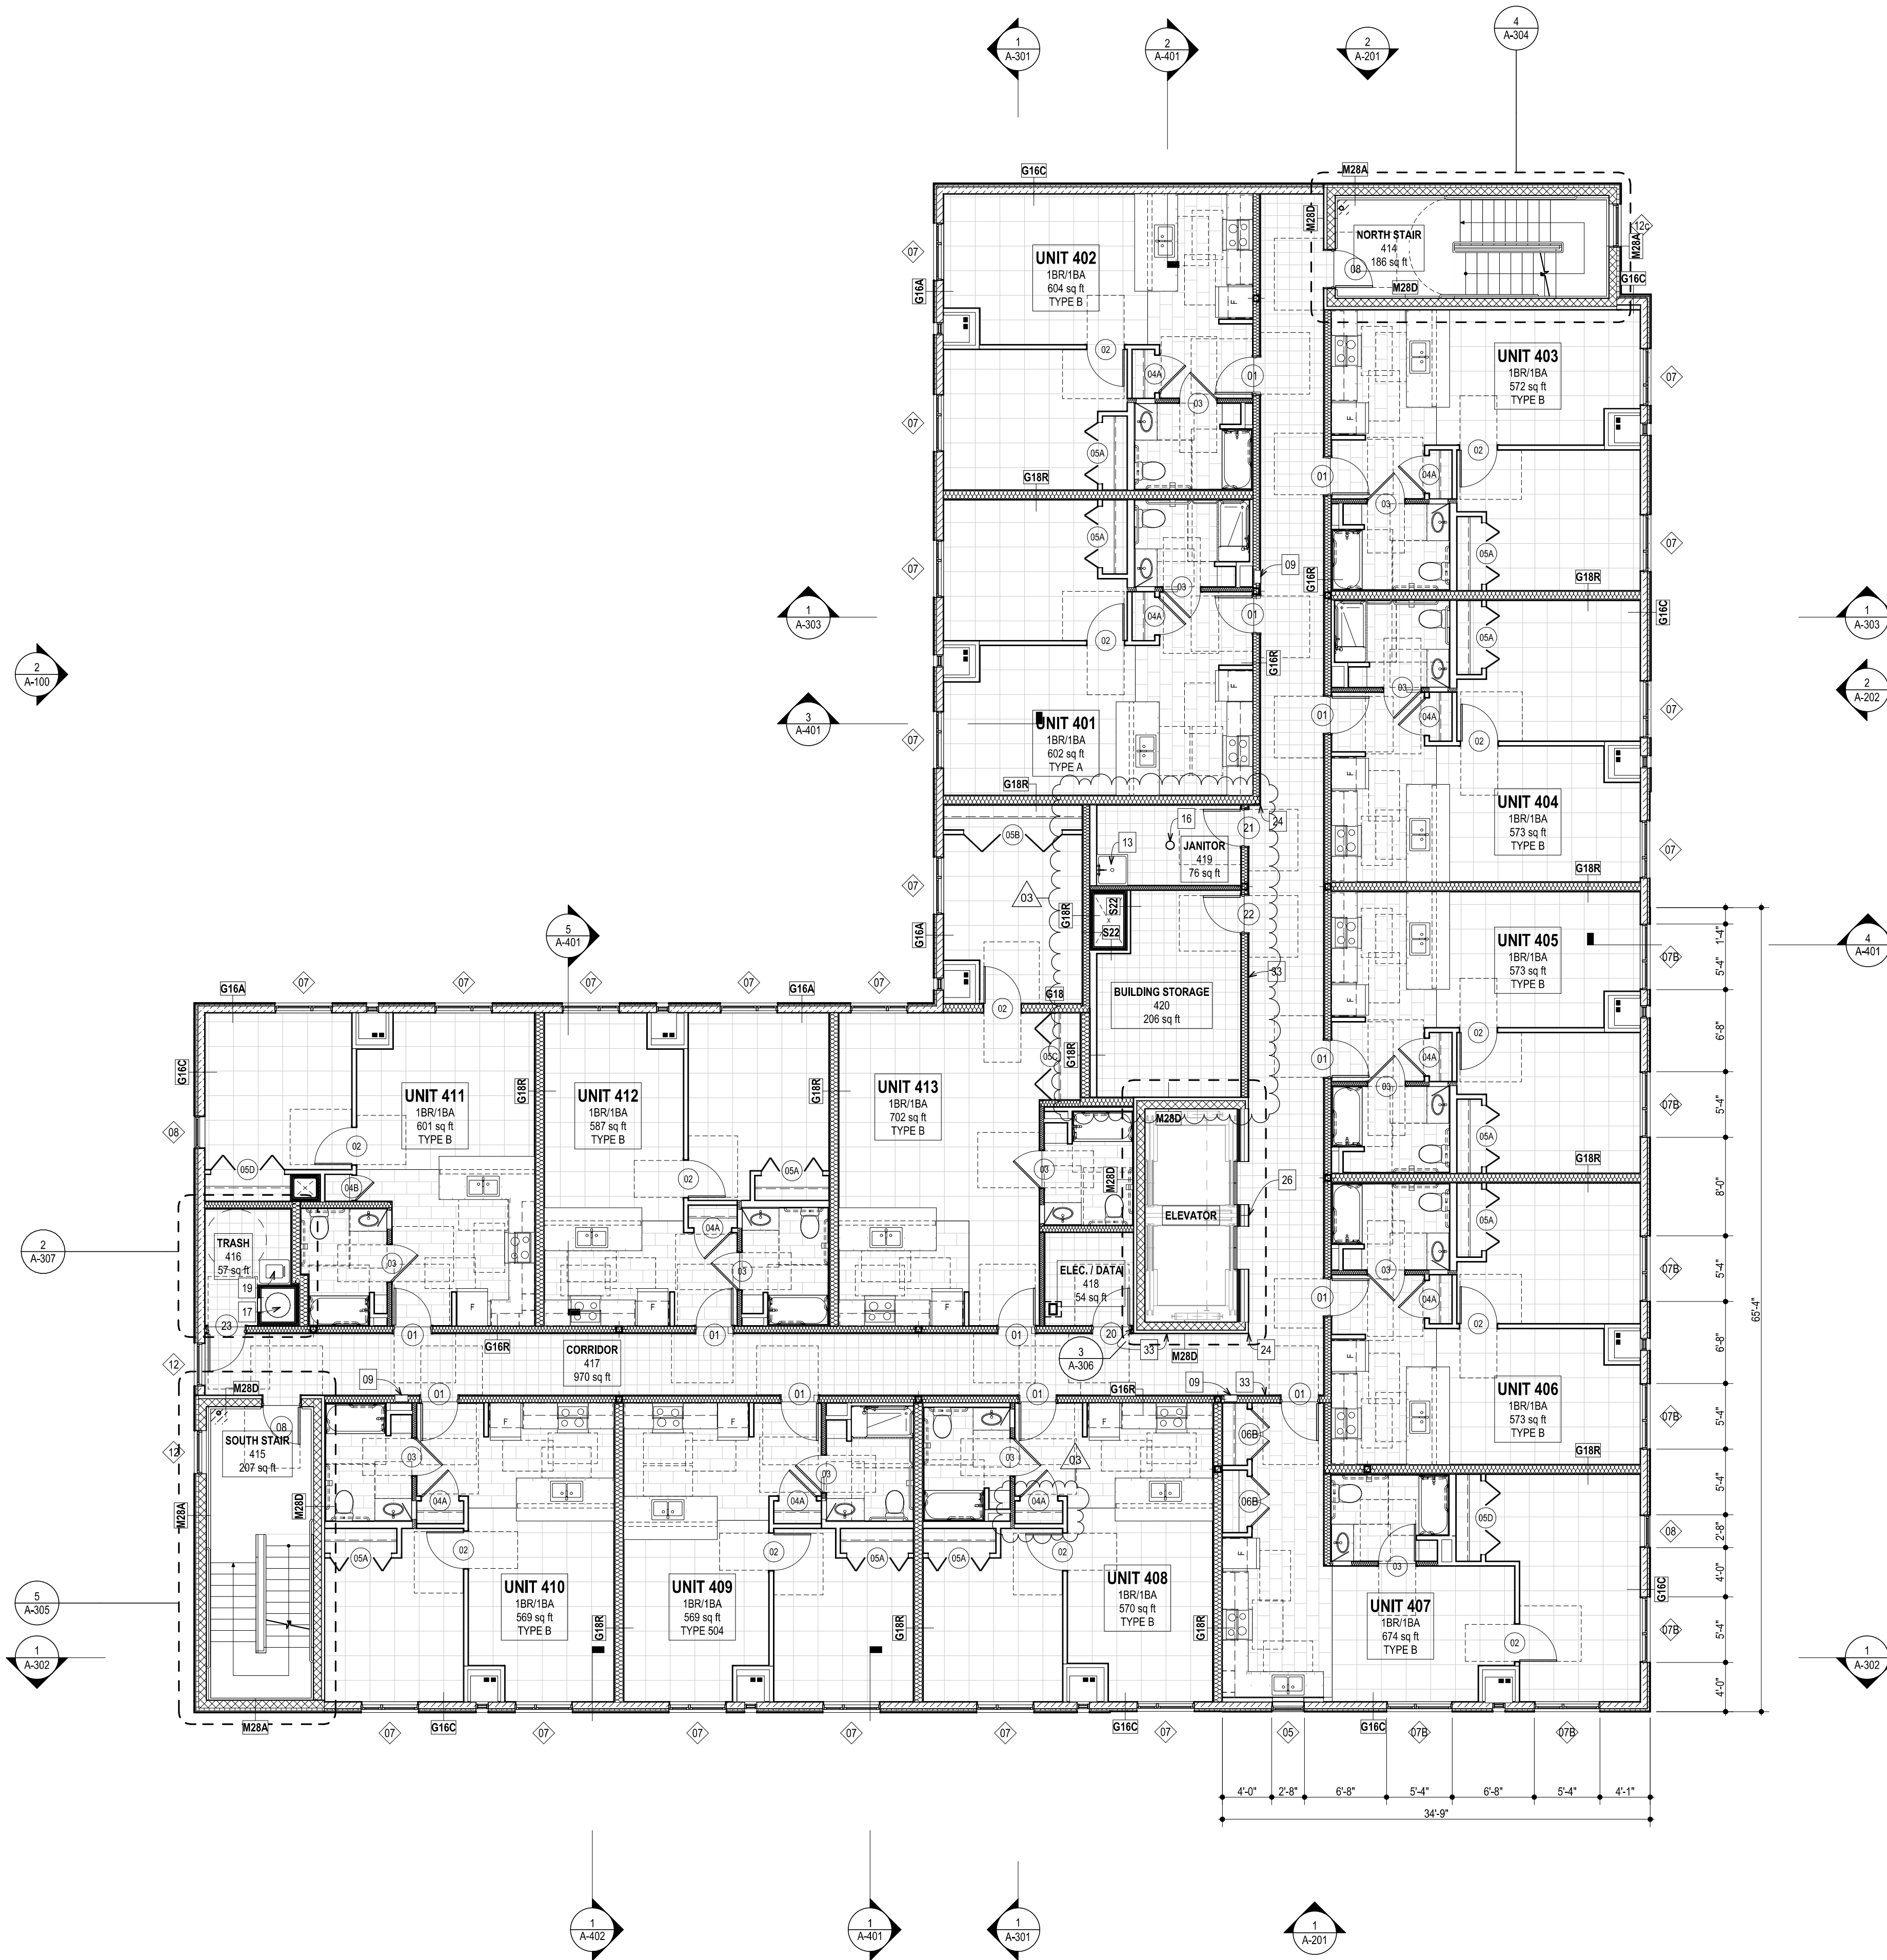 1
A-301
2
A-401
2
A-201
4
A-304
G16C
M28A
M28D
NORTH STAIR
414
186 sq ft
12c
M28A
08
M28D
G16C
07
UNIT 402
1BR/1BA
604 sq ft
TYPE B
G16A
F
02
04A
01
03
07
05A
G18R
UNIT 403
1BR/1BA
572 sq ft
TYPE B
07
F
02
01
04A
03
05A
07
G18R
G16R
05A
07
09
03
04A
01
02
G16R
F
1
A-303
3
A-401
07
UNIT 401
1BR/1BA
602 sq ft
TYPE A
G18R
2
A-100
G16C
1
A-303
2
A-202
05A
03
01
04A
02
07
F
UNIT 404
1BR/1BA
573 sq ft
TYPE B
07
G18R
05B
16
13
21
24
JANITOR
419
76 sq ft
07
03
G18R
S22
S22
22
G16A
33
BUILDING STORAGE
420
206 sq ft
G18
02
05C
G18R
5
A-401
UNIT 405
1BR/1BA
573 sq ft
TYPE B
07B
4
A-401
F
01
04A
02
03
05A
07B
G18R
1'-4"
5'-4"
6'-8"
5'-4"
8'-0"
5'-4"
6'-8"
5'-4"
5'-4"
2'-8"
4'-0"
5'-4"
4'-0"
65'-4"
G16A
07
07
07
07
07
G16A
G16C
UNIT 411
1BR/1BA
601 sq ft
TYPE B
G18R
UNIT 412
1BR/1BA
587 sq ft
TYPE B
G18R
UNIT 413
1BR/1BA
702 sq ft
TYPE B
08
02
05D
04B
02
05A
04A
03
03
03
M28D
M28D
ELEVATOR
26
2
A-307
TRASH
416
57 sq ft
19
17
23
F
F
F
ELEC. / DATA
418
54 sq ft
01
01
01
20
G16R
CORRIDOR
417
970 sq ft
3
A-306
33
M28D
24
12
M28D
09
01
01
01
G16R
09
33
01
05A
03
07B
01
04A
02
F
UNIT 406
1BR/1BA
573 sq ft
TYPE B
07B
G18R
08
SOUTH STAIR
415
207 sq ft
12
M28A
M28D
M28A
5
A-305
1
A-302
03
04A
05A
02
F
UNIT 410
1BR/1BA
569 sq ft
TYPE B
G18R
F
03
04A
05A
02
UNIT 409
1BR/1BA
569 sq ft
TYPE 504
G18R
03
03
04A
05A
02
F
UNIT 408
1BR/1BA
570 sq ft
TYPE B
G18R
06B
06B
F
03
05D
08
UNIT 407
1BR/1BA
674 sq ft
TYPE B
02
G16C
07B
1
A-302
07
G16C
07
07
07
07
G16C
07
05
G16C
07B
07B
4'-0"
2'-8"
6'-8"
5'-4"
6'-8"
5'-4"
4'-1"
34'-9"
1
A-402
1
A-401
1
A-301
1
A-201